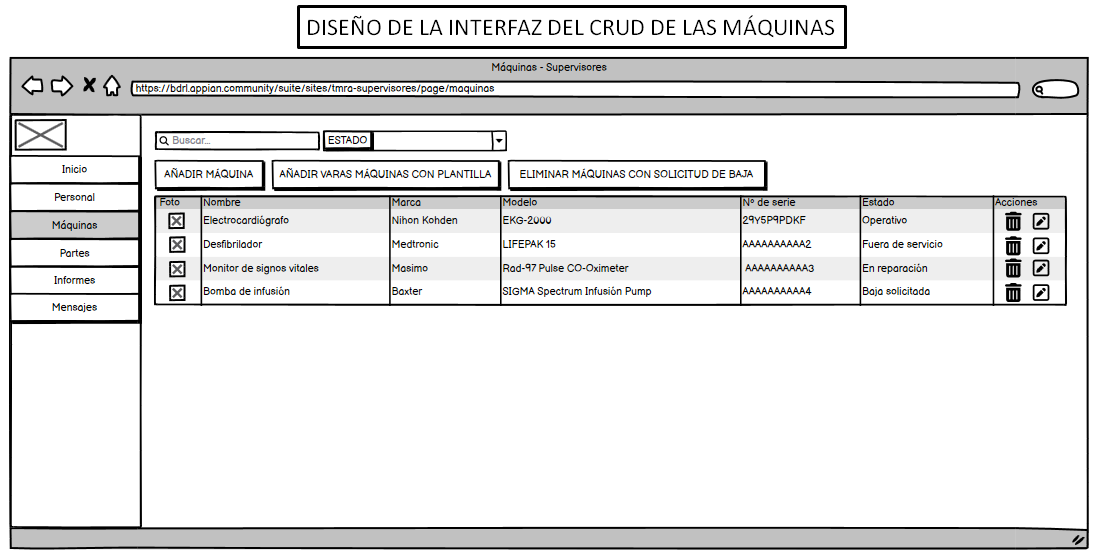 DISEÑO DE LA INTERFAZ DEL CRUD DE LAS MÁQUINAS
Máquinas - Supervisores
https://bdrl.appian.community/suite/sites/tmra-supervisores/page/maquinas
Buscar... ESTADO
Inicio
Personal
Máquinas
Partes
Informes
Mensajes
AÑADIR MÁQUINA AÑADIR VARAS MÁQUINAS CON PLANTILLA ELIMINAR MÁQUINAS CON SOLICITUD DE BAJA
Foto Nombre Marca Modelo Nº de serie Estado Acciones
Electrocardiógrafo Nihon Kohden EKG-2000 29Y5P9PDKF Operativo
Desfibrilador Medtronic LIFEPAK 15 AAAAAAAAAA2 Fuera de servicio
Monitor de signos vitales Masimo Rad-97 Pulse CO-Oximeter AAAAAAAAAA3 En reparación
Bomba de infusión Baxter SIGMA Spectrum Infusión Pump AAAAAAAAAA4 Baja solicitada